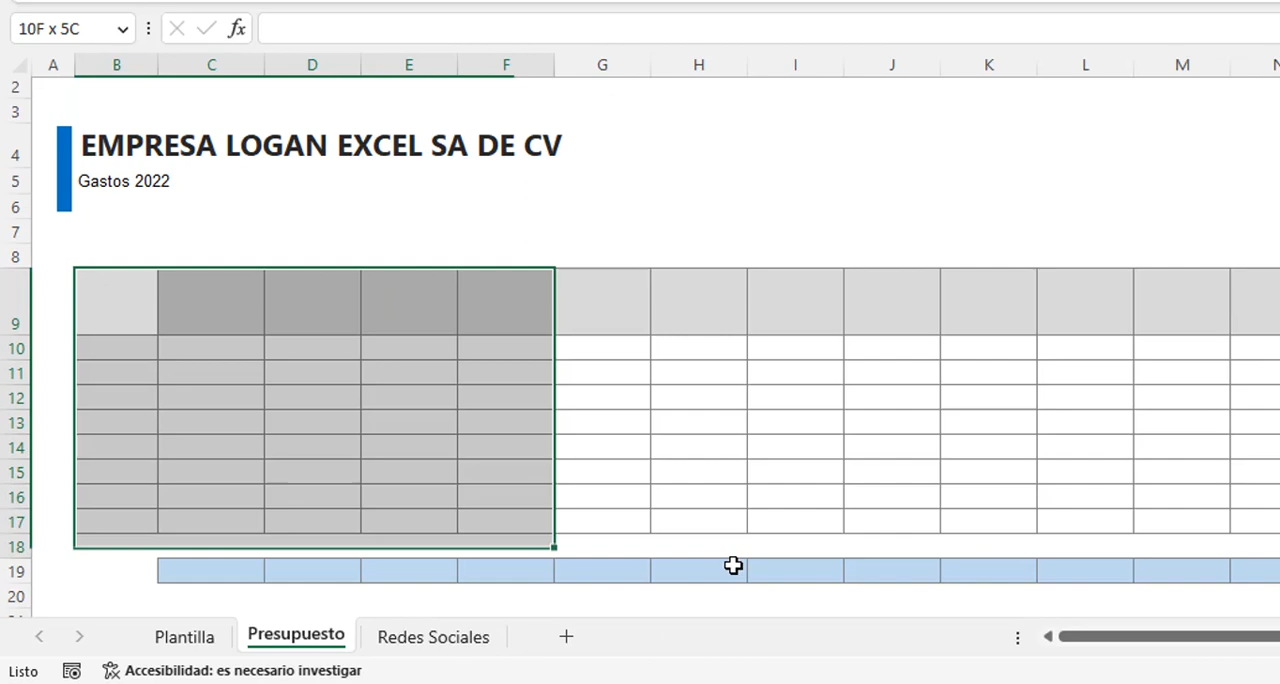 10F x 5C fx
A B C D E F G H I J K L M N
2
3
4 EMPRESA LOGAN EXCEL SA DE CV
5 Gastos 2022
6
7
8
9
10
11
12
13
14
15
16
17
18
19
20
Plantilla Presupuesto Redes Sociales +
Listo Accesibilidad: es necesario investigar